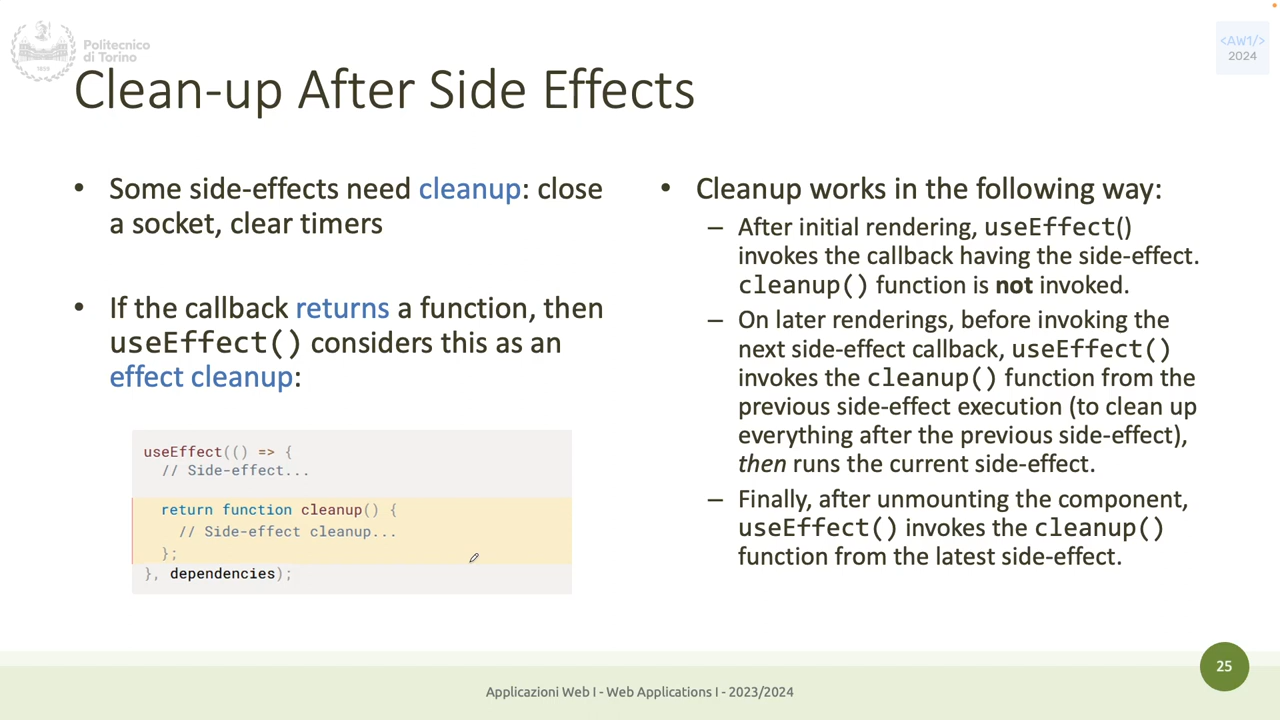 Politecnico
di Torino
1859
<AW1/>
2024
Clean-up After Side Effects
• Some side-effects need cleanup: close
a socket, clear timers
• If the callback returns a function, then
useEffect() considers this as an
effect cleanup:
useEffect(() => {
// Side-effect...
return function cleanup() {
// Side-effect cleanup...
};
}, dependencies);
• Cleanup works in the following way:
– After initial rendering, useEffect()
invokes the callback having the side-effect.
cleanup() function is not invoked.
– On later renderings, before invoking the
next side-effect callback, useEffect()
invokes the cleanup() function from the
previous side-effect execution (to clean up
everything after the previous side-effect),
then runs the current side-effect.
– Finally, after unmounting the component,
useEffect() invokes the cleanup()
function from the latest side-effect.
Applicazioni Web I - Web Applications I - 2023/2024
25